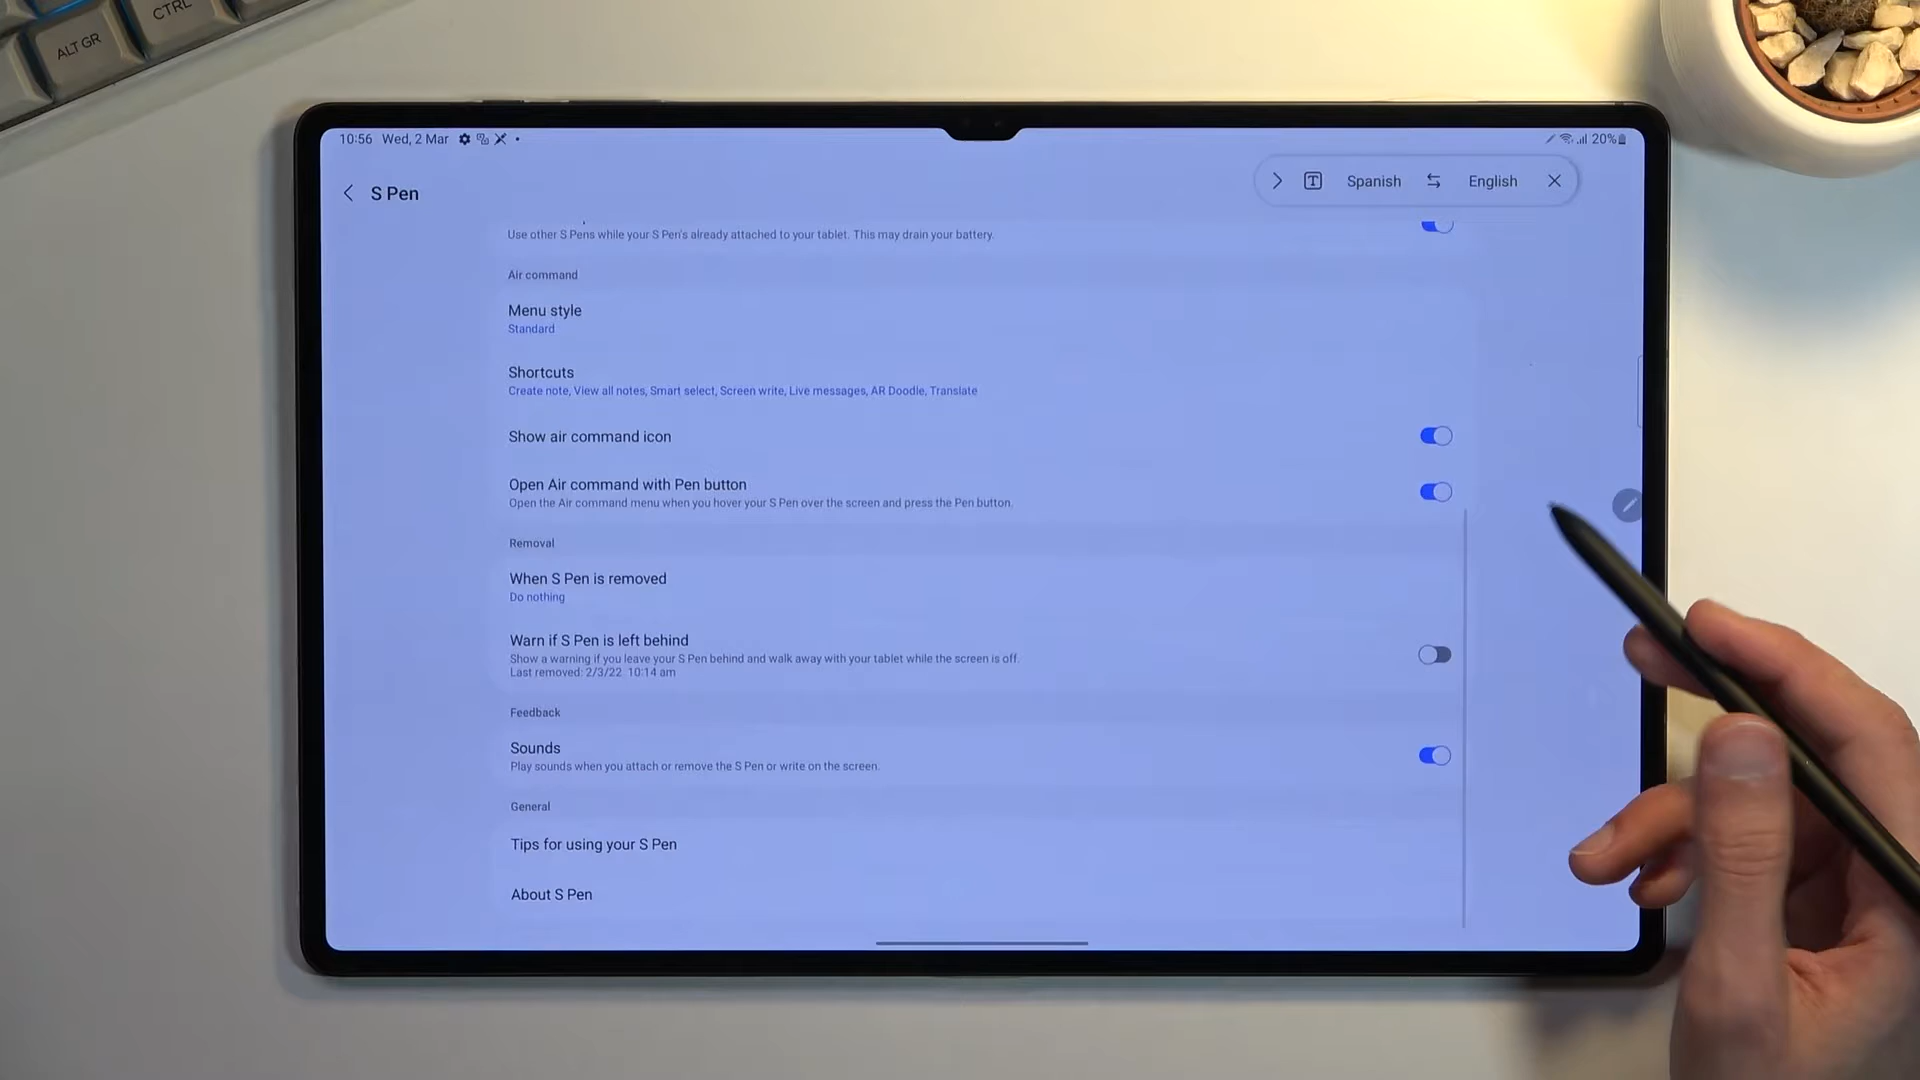 ALT GR
CTRL
10:56 Wed, 2 Mar
20%
S Pen
T Spanish English
Use other S Pens while your S Pen's already attached to your tablet. This may drain your battery.
Air command
Menu style
Standard
Shortcuts
Create note, View all notes, Smart select, Screen write, Live messages, AR Doodle, Translate
Show air command icon
Open Air command with Pen button
Open the Air command menu when you hover your S Pen over the screen and press the Pen button.
Removal
When S Pen is removed
Do nothing
Warn if S Pen is left behind
Show a warning if you leave your S Pen behind and walk away with your tablet while the screen is off.
Last removed: 2/3/22 10:14 am
Feedback
Sounds
Play sounds when you attach or remove the S Pen or write on the screen.
General
Tips for using your S Pen
About S Pen